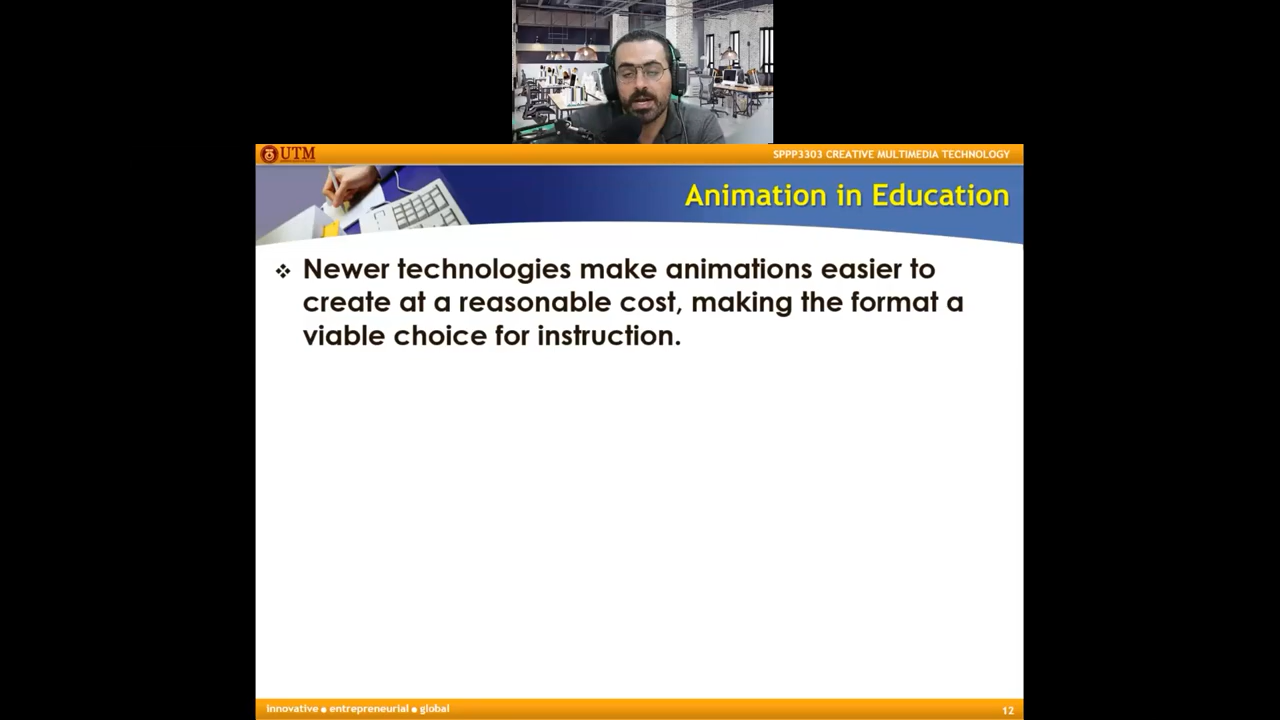 UTM
SPPP3303 CREATIVE MULTIMEDIA TECHNOLOGY
Animation in Education
❖ Newer technologies make animations easier to
create at a reasonable cost, making the format a
viable choice for instruction.
innovative ● entrepreneurial ● global
12